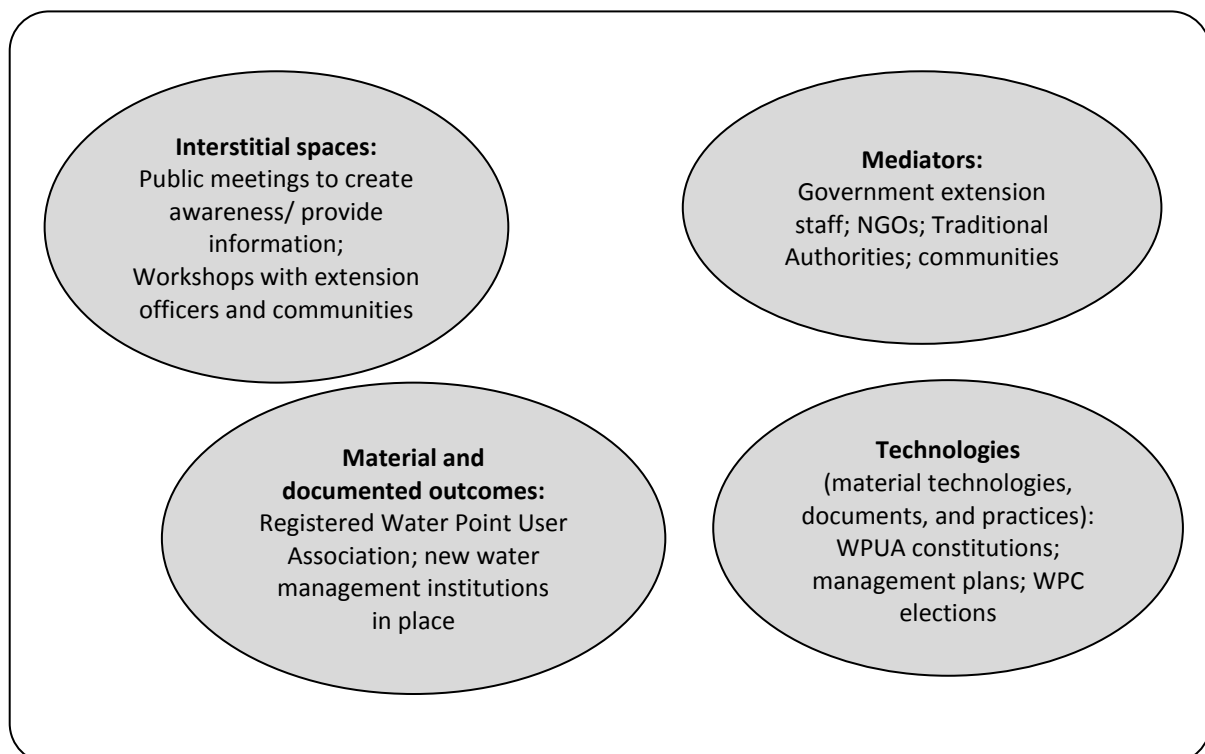 Interstitial spaces:
Public meetings to create
awareness/ provide
information;
Workshops with extension
officers and communities
Mediators:
Government extension
staff; NGOs; Traditional
Authorities; communities
Material and
documented outcomes:
Registered Water Point User
Association; new water
management institutions
in place
Technologies
(material technologies,
documents, and practices):
WPUA constitutions;
management plans; WPC
elections